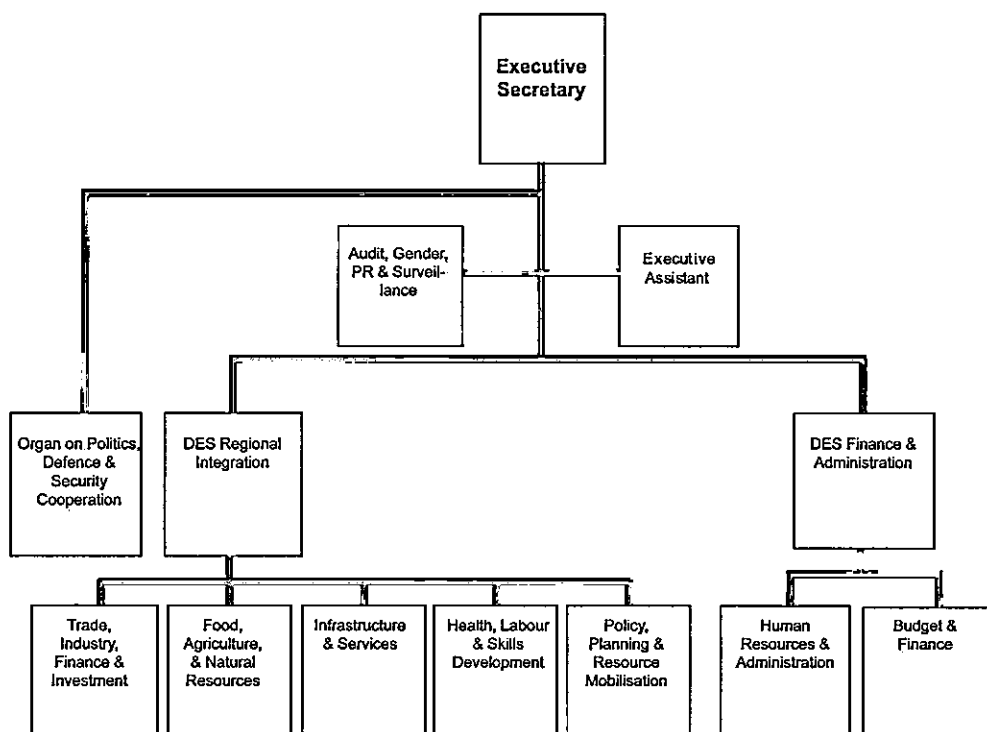 Executive
Secretary
Audit, Gender,
PR & Surveil-
lance
Executive
Assistant
Organ on Politics,
Defence &
Security
Cooperation
DES Regional
Integration
DES Finance &
Administration
Trade,
Industry,
Finance &
Investment
Food,
Agriculture,
& Natural
Resources
Infrastructure
& Services
Health, Labour
& Skills
Development
Policy,
Planning &
Resource
Mobilisation
Human
Resources &
Administration
Budget &
Finance